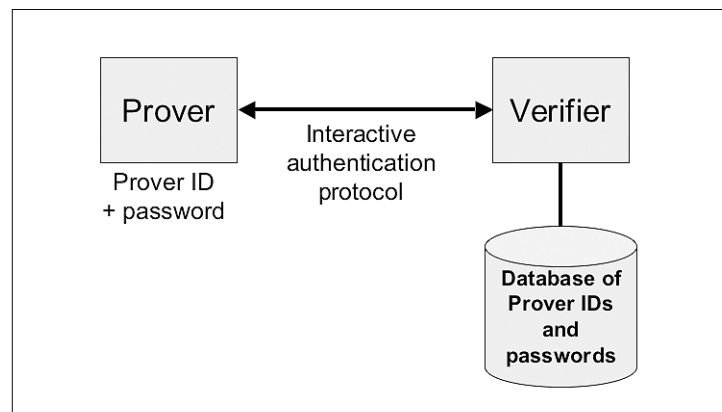 Prover
Verifier
Interactive
authentication
protocol
Prover ID
+ password
Database of
Prover IDs
and
passwords